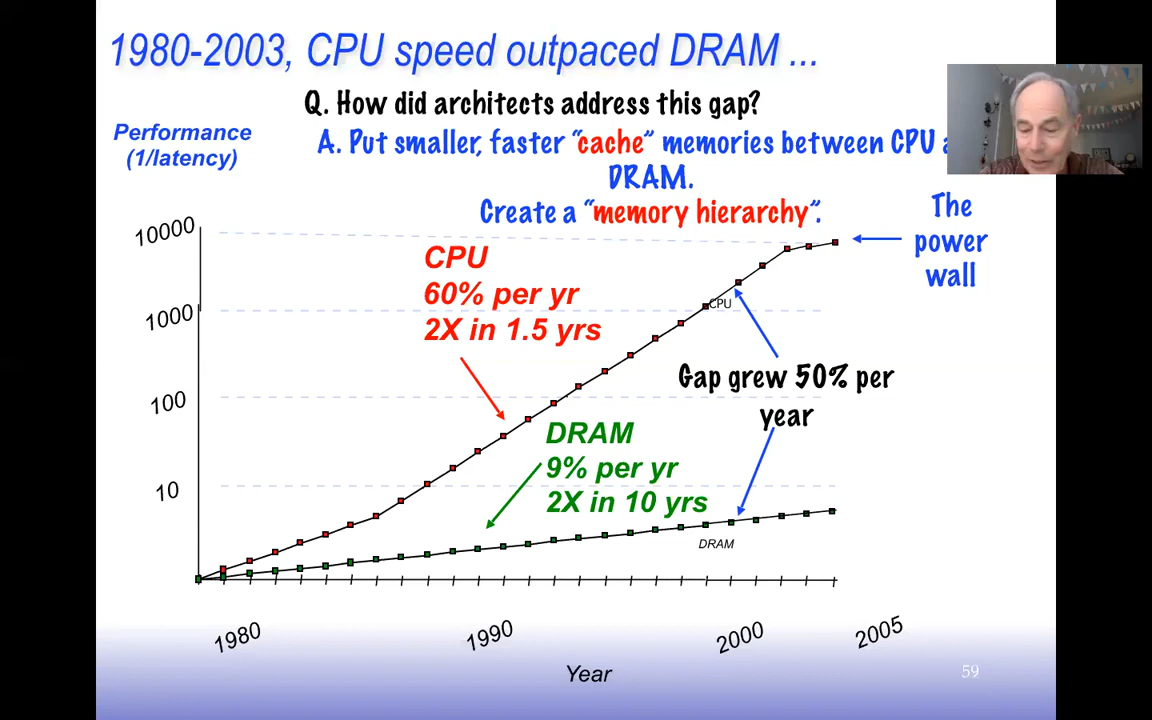 1980-2003, CPU speed outpaced DRAM ...
Q. How did architects address this gap?
Performance
(1/latency)
A. Put smaller, faster “cache” memories between CPU
DRAM.
Create a “memory hierarchy”.
The
power
wall
10000
1000
100
10
CPU
60% per yr
2X in 1.5 yrs
CPU
Gap grew 50% per
year
DRAM
9% per yr
2X in 10 yrs
DRAM
1980
1990
2000
2005
Year
59